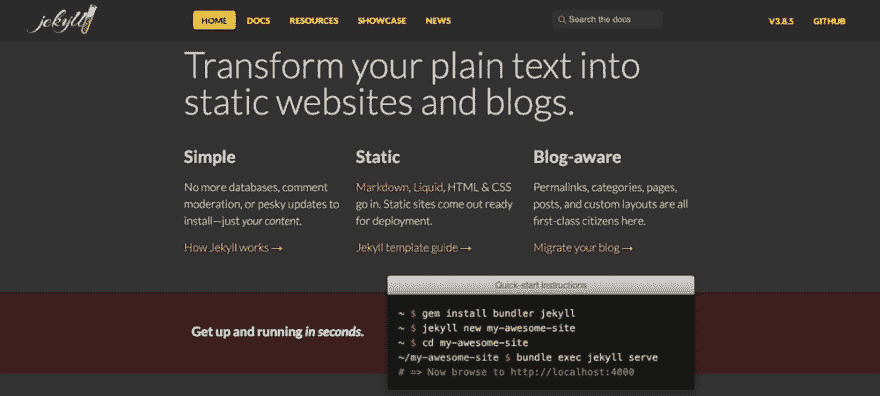 jekyll
HOME DOCS RESOURCES SHOWCASE NEWS Search the docs V3.8.5 GITHUB
Transform your plain text into
static websites and blogs.
Simple
No more databases, comment
moderation, or pesky updates to
install—just your content.
How Jekyll works →
Static
Markdown, Liquid, HTML & CSS
go in. Static sites come out ready
for deployment.
Jekyll template guide →
Blog-aware
Permalinks, categories, pages,
posts, and custom layouts are all
first-class citizens here.
Migrate your blog →
Get up and running in seconds.
Quick-start Instructions
~ $ gem install bundler jekyll
~ $ jekyll new my-awesome-site
~ $ cd my-awesome-site
~/my-awesome-site $ bundle exec jekyll serve
# => Now browse to http://localhost:4000